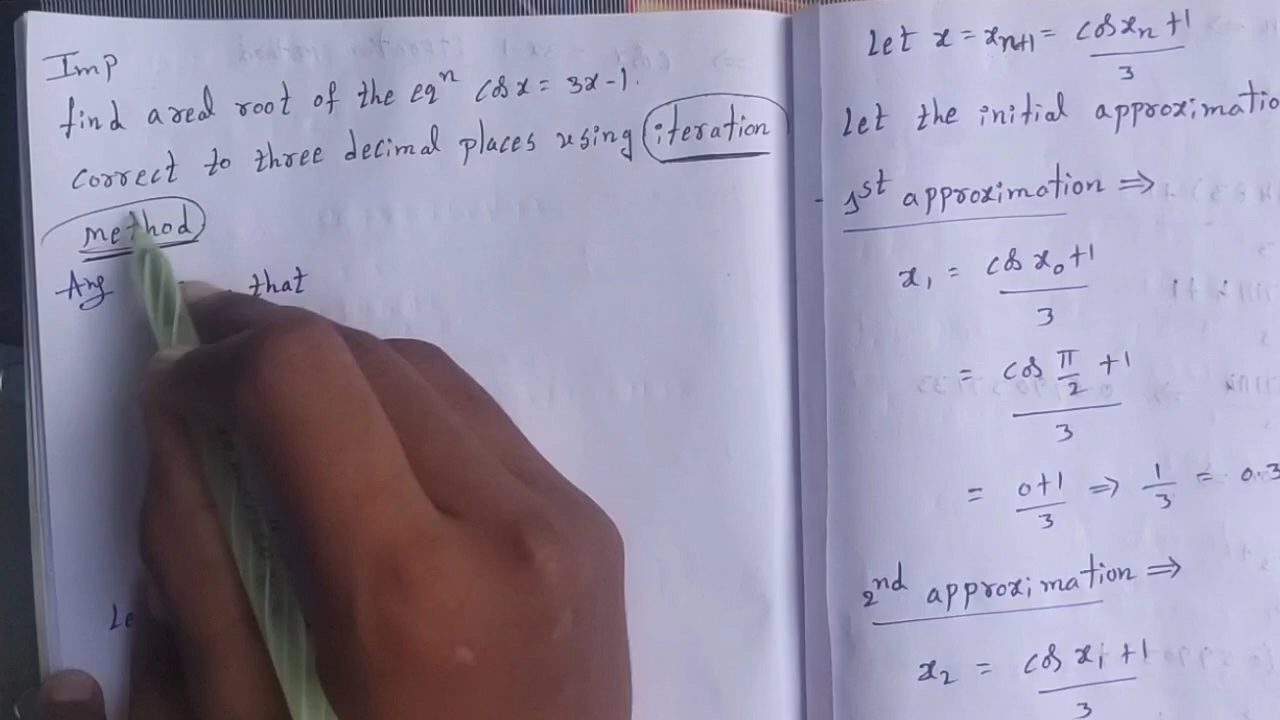 Imp
find a real root of the eqⁿ cos x = 3x-1.
correct to three decimal places using iteration
method
Ans that
Le
Let x = xₙ₊₁ = cos xₙ +1
3
Let the initial approximatio
1st approximation ⇒
x₁ = cos x₀ +1
3
= cos π/2 +1
3
= 0+1/3 ⇒ 1/3 = 0.3
2nd approximation ⇒
x₂ = cos x₁ +1
3